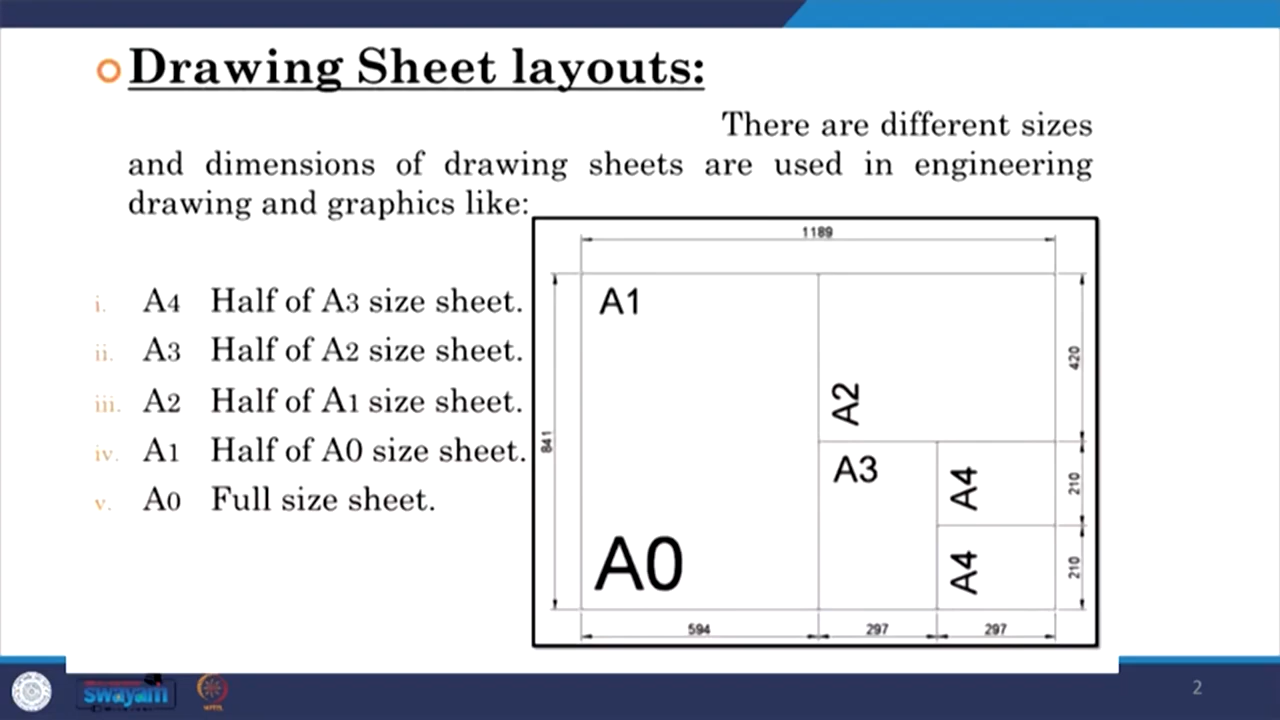 Drawing Sheet layouts:
There are different sizes
and dimensions of drawing sheets are used in engineering
drawing and graphics like:
i. A4 Half of A3 size sheet.
ii. A3 Half of A2 size sheet.
iii. A2 Half of A1 size sheet.
iv. A1 Half of A0 size sheet.
v. A0 Full size sheet.
1189
A1
420
A2
841
A3
A4
210
A0
A4
210
594
297
297
swayam
2